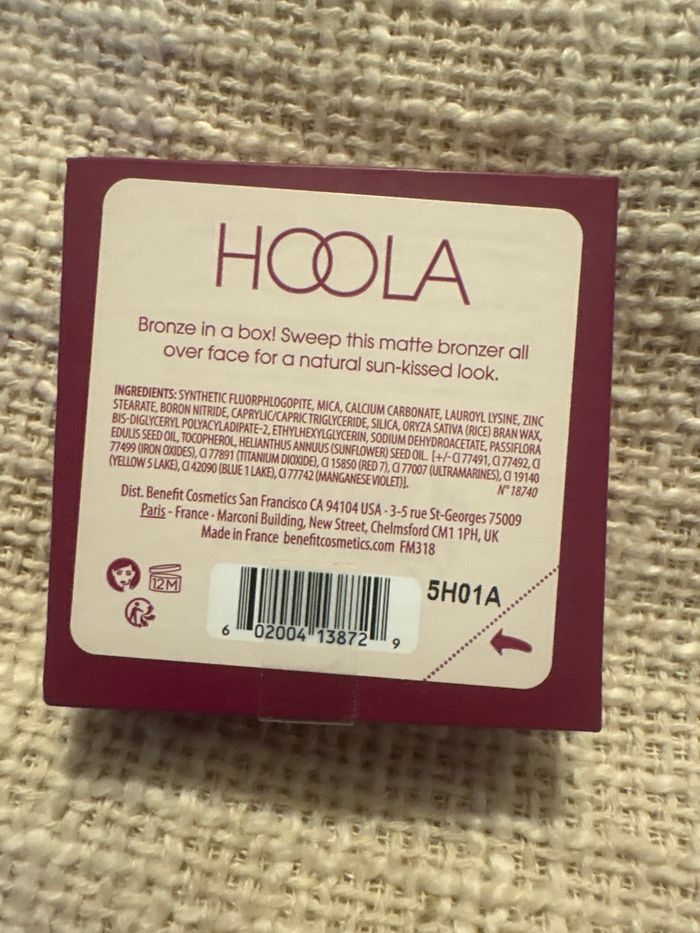 HOOLA
Bronze in a box! Sweep this matte bronzer all
over face for a natural sun-kissed look.
INGREDIENTS: SYNTHETIC FLUORPHLOGOPITE, MICA, CALCIUM CARBONATE, LAUROYL LYSINE, ZINC
STEARATE, BORON NITRIDE, CAPRYLIC/CAPRIC TRIGLYCERIDE, SILICA, ORYZA SATIVA (RICE) BRAN WAX,
BIS-DIGLYCERYL POLYACYLADIPATE-2, ETHYLHEXYLGLYCERIN, SODIUM DEHYDROACETATE, PASSIFLORA
EDULIS SEED OIL, TOCOPHEROL, HELIANTHUS ANNUUS (SUNFLOWER) SEED OIL. [+/- CI 77491, CI 77492, CI
77499 (IRON OXIDES), CI 77891 (TITANIUM DIOXIDE), CI 15850 (RED 7), CI 77007 (ULTRAMARINES), CI 19140
(YELLOW 5 LAKE), CI 42090 (BLUE 1 LAKE), CI 77742 (MANGANESE VIOLET)].
N° 18740
Dist. Benefit Cosmetics San Francisco CA 94104 USA · 3-5 rue St-Georges 75009
Paris - France · Marconi Building, New Street, Chelmsford CM1 1PH, UK
Made in France benefitcosmetics.com FM318
12M
5H01A
6 02004 13872 9